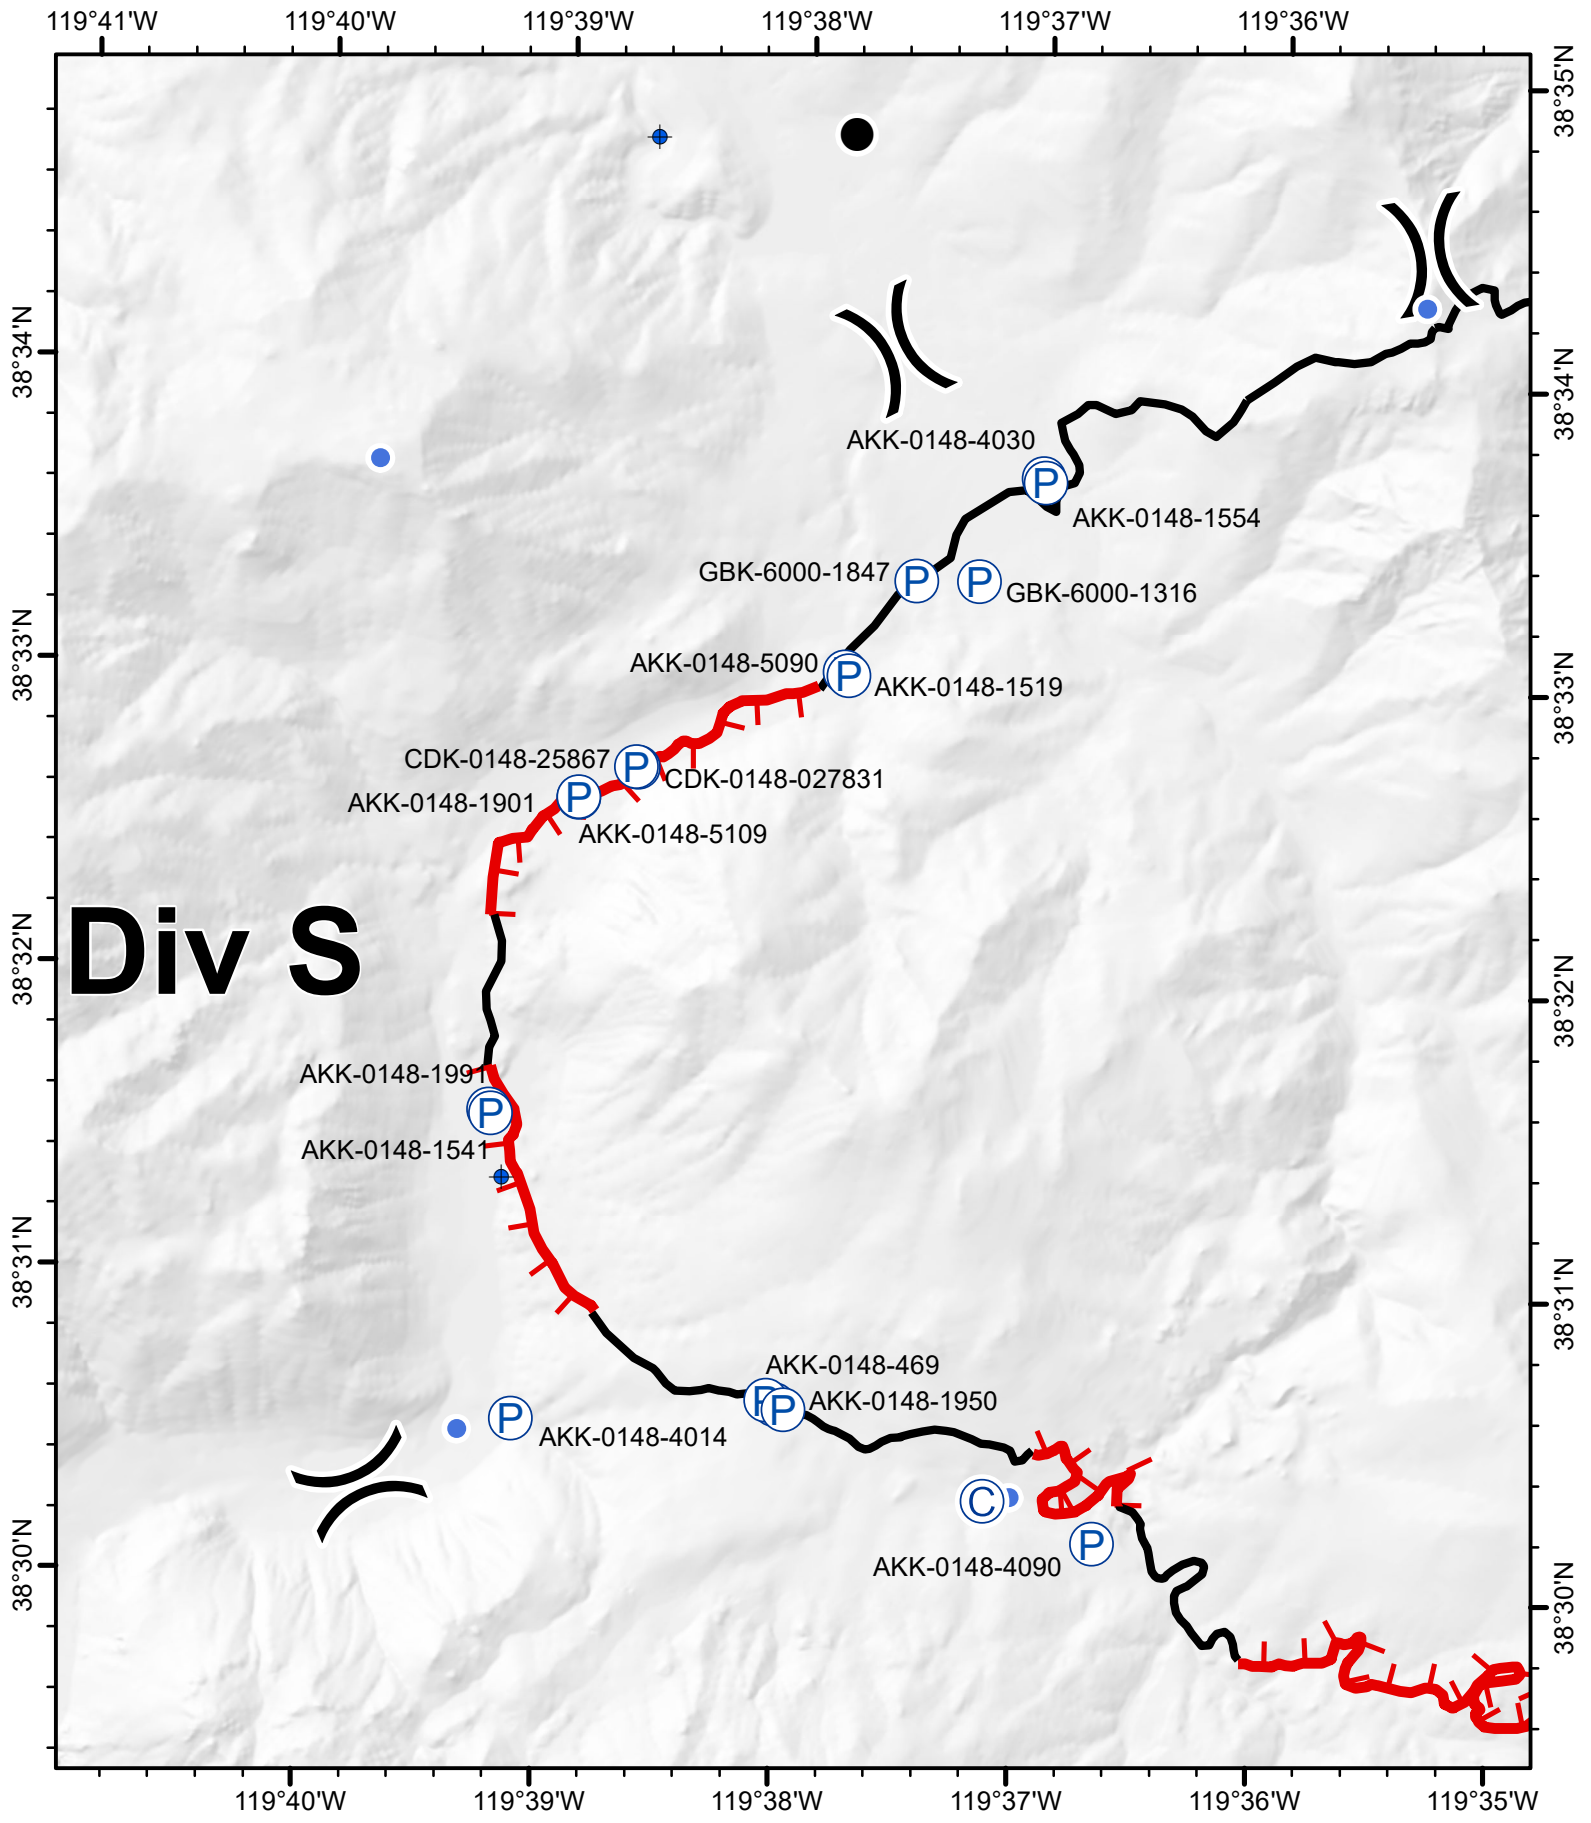 119°41'W 119°40'W 119°39'W 119°38'W 119°37'W 119°36'W
38°35'N
38°34'N
38°34'N
AKK-0148-4030
P
AKK-0148-1554
GBK-6000-1847
P
P
GBK-6000-1316
38°33'N
38°33'N
AKK-0148-5090
P
AKK-0148-1519
CDK-0148-25867
P
CDK-0148-027831
AKK-0148-1901
P
AKK-0148-5109
Div S
38°32'N
38°32'N
AKK-0148-1991
P
AKK-0148-1541
38°31'N
38°31'N
AKK-0148-469
P
P
AKK-0148-1950
P
AKK-0148-4014
C
P
AKK-0148-4090
38°30'N
38°30'N
119°40'W 119°39'W 119°38'W 119°37'W 119°36'W 119°35'W